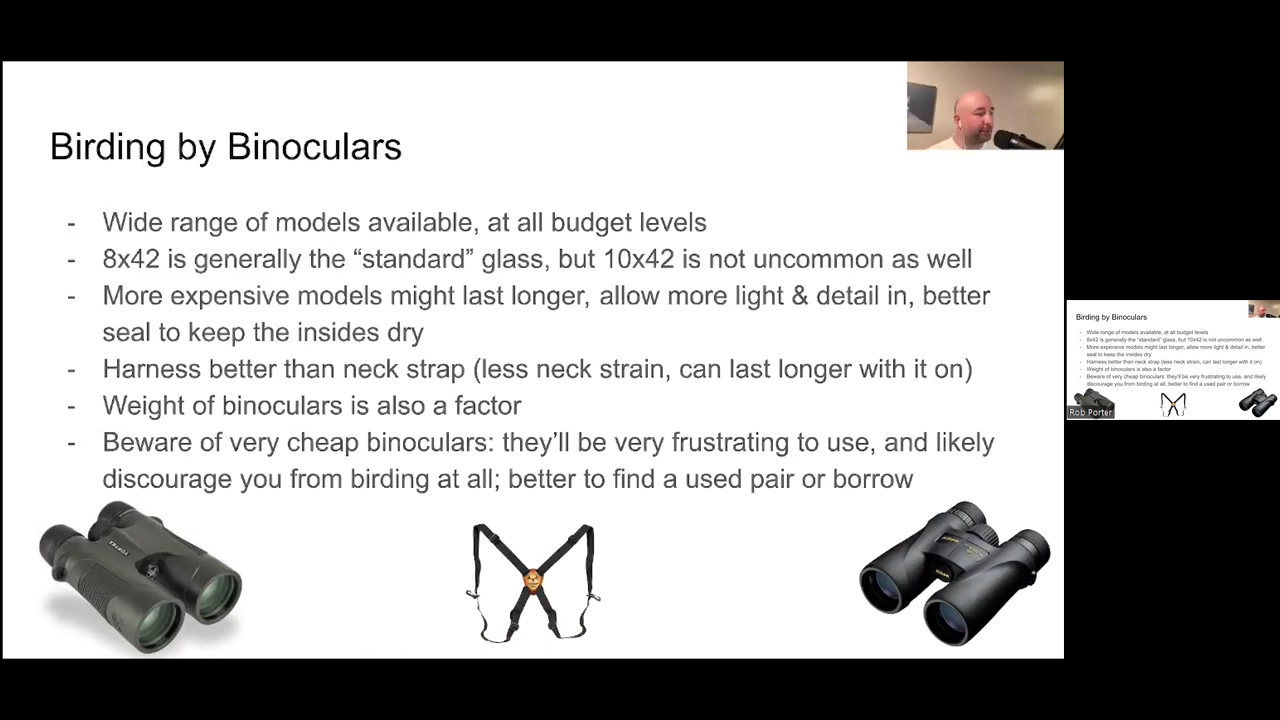 Birding by Binoculars
- Wide range of models available, at all budget levels
- 8x42 is generally the “standard” glass, but 10x42 is not uncommon as well
- More expensive models might last longer, allow more light & detail in, better
seal to keep the insides dry
- Harness better than neck strap (less neck strain, can last longer with it on)
- Weight of binoculars is also a factor
- Beware of very cheap binoculars: they’ll be very frustrating to use, and likely
discourage you from birding at all; better to find a used pair or borrow
VORTEX
Birding by Binoculars
- Wide range of models available, at all budget levels
- 8x42 is generally the “standard” glass, but 10x42 is not uncommon as well
- More expensive models might last longer, allow more light & detail in, better
seal to keep the insides dry
- Harness better than neck strap (less neck strain, can last longer with it on)
- Weight of binoculars is also a factor
- Beware of very cheap binoculars: they’ll be very frustrating to use, and likely
discourage you from birding at all; better to find a used pair or borrow
Rob Porter